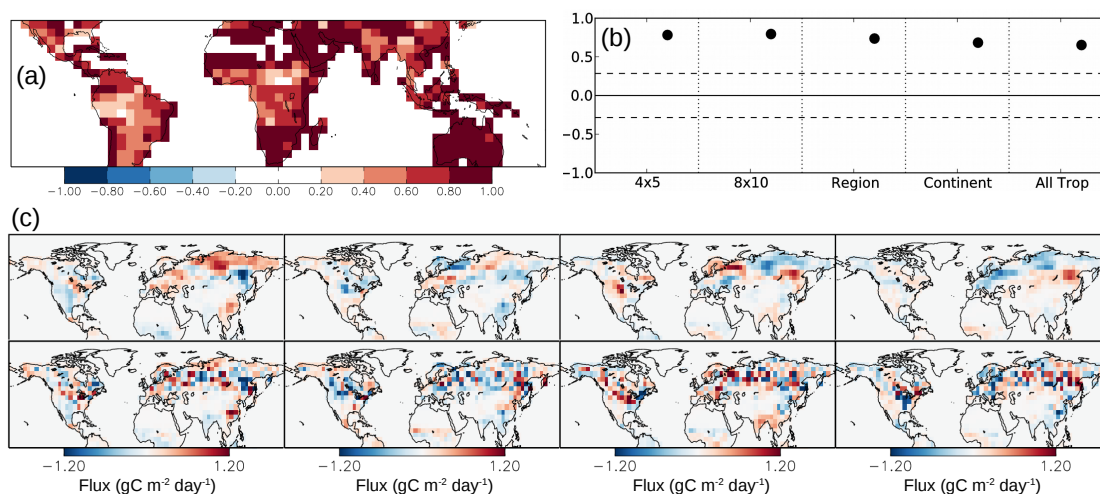 (a)
−1.00 −0.80 −0.60 −0.40 −0.20 0.00 0.20 0.40 0.60 0.80 1.00
(b)
1.0
0.5
0.0
−0.5
−1.0
4x5 8x10 Region Continent All Trop
(c)
−1.20 1.20 −1.20 1.20 −1.20 1.20 −1.20 1.20
Flux (gC m⁻² day⁻¹) Flux (gC m⁻² day⁻¹) Flux (gC m⁻² day⁻¹) Flux (gC m⁻² day⁻¹)